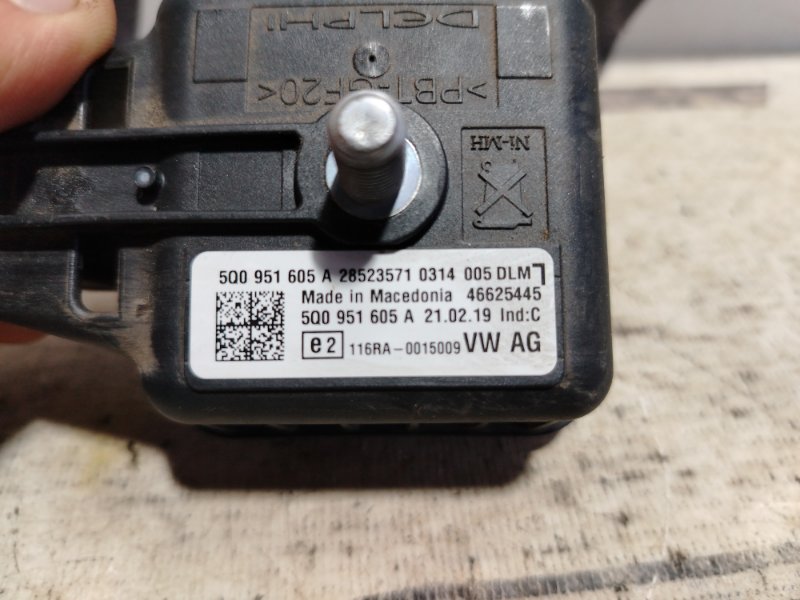 DELPHI
>PBT-GF20<
Ni-MH
5Q0 951 605 A 28523571 0314 005 DLM
Made in Macedonia 46625445
5Q0 951 605 A 21.02.19 Ind:C
e2 116RA-0015009 VW AG